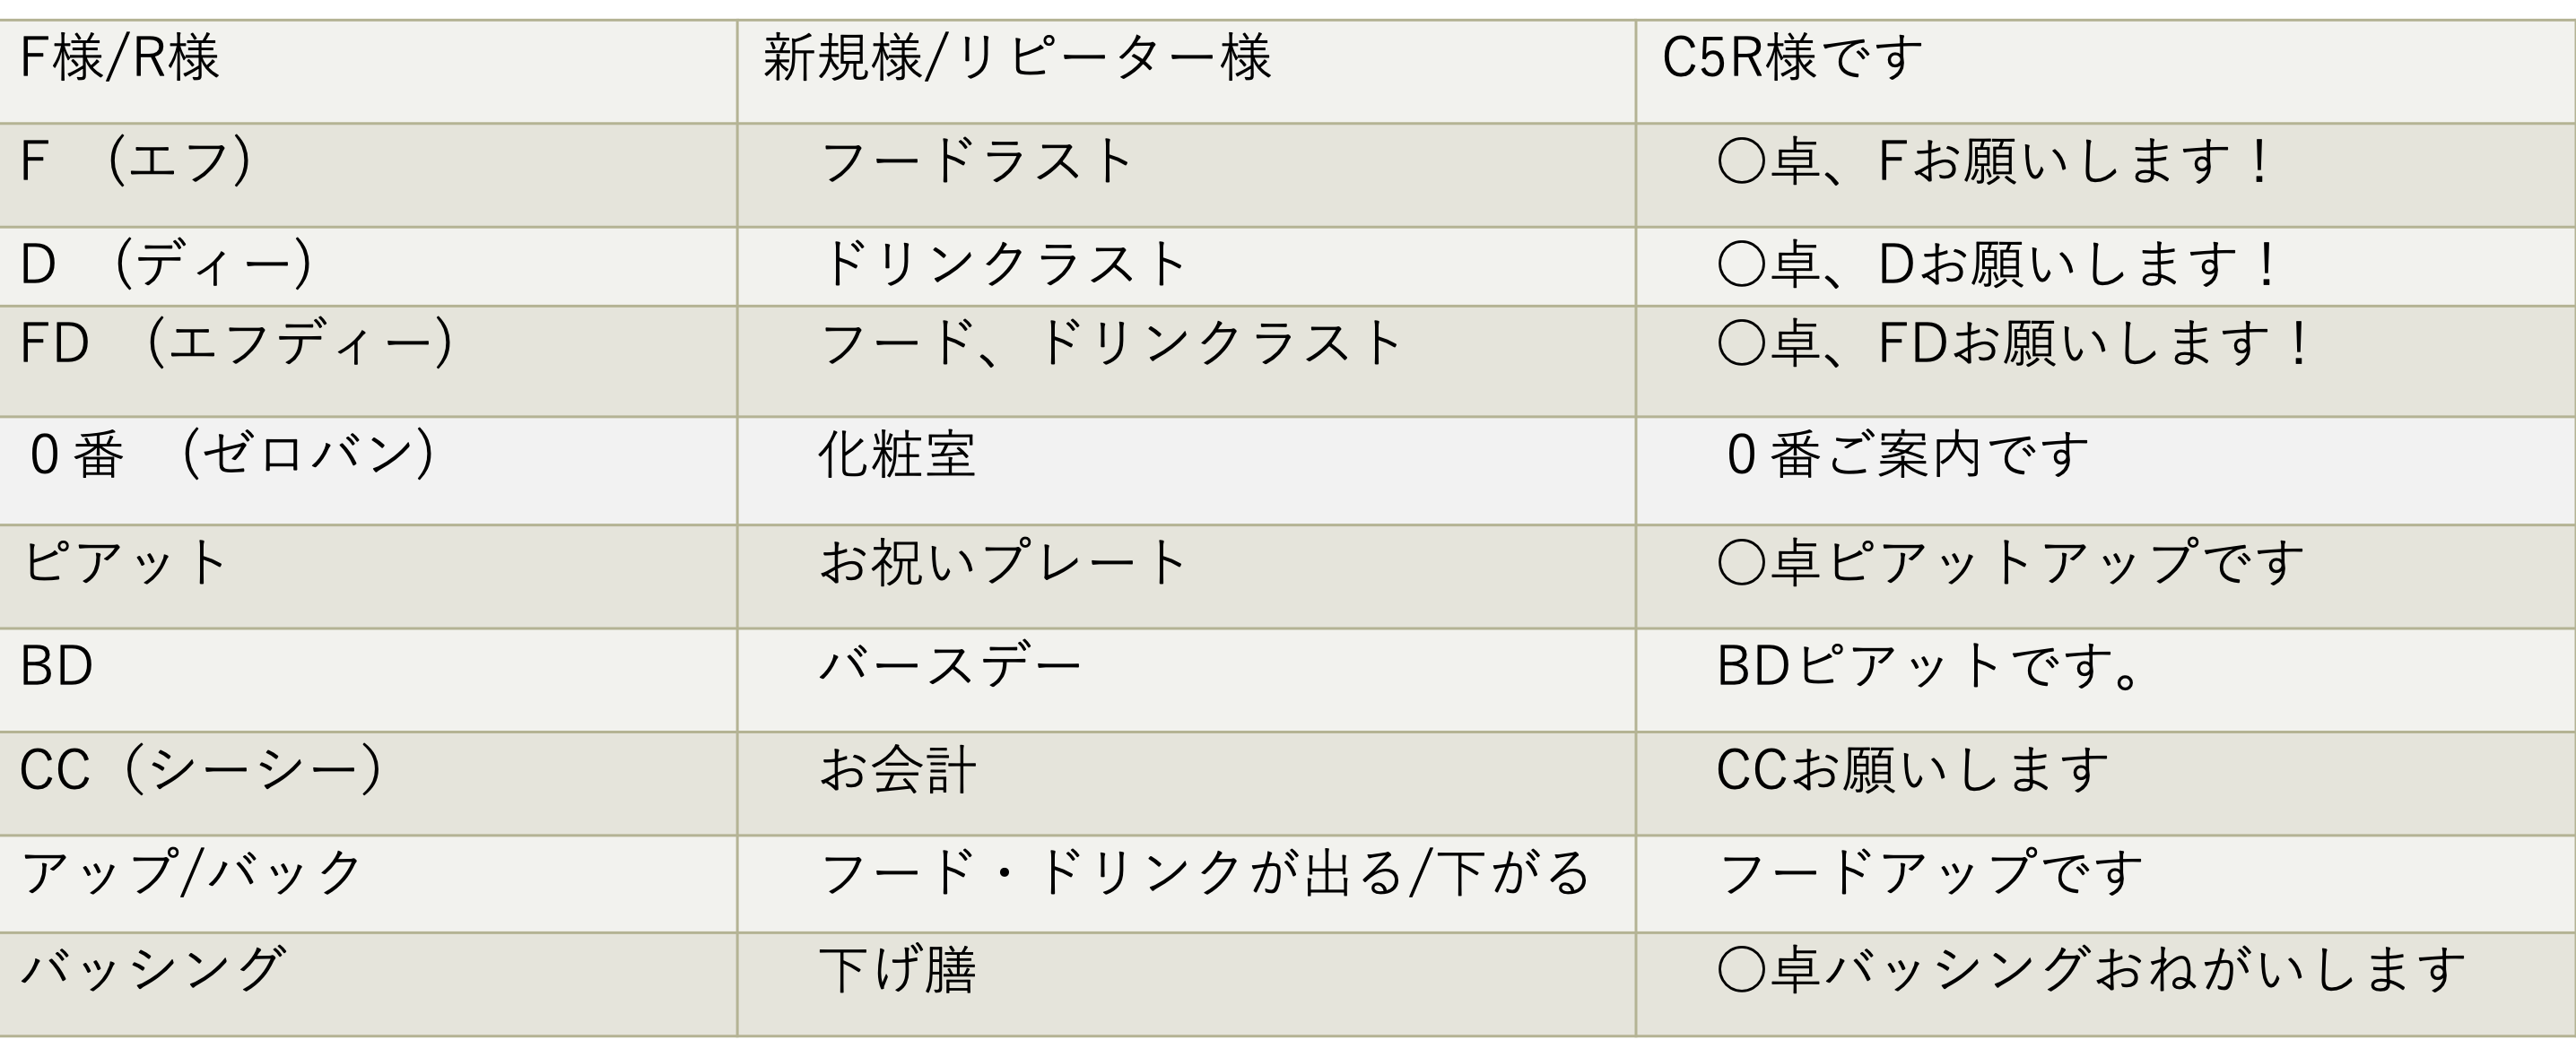 F様/R様 新規様/リピーター様 C5R様です
F （エフ） フードラスト 〇卓、Fお願いします！
D （ディー） ドリンクラスト 〇卓、Dお願いします！
FD （エフディー） フード、ドリンクラスト 〇卓、FDお願いします！
０番 （ゼロバン） 化粧室 ０番ご案内です
ピアット お祝いプレート 〇卓ピアットアップです
BD バースデー BDピアットです。
CC（シーシー） お会計 CCお願いします
アップ/バック フード・ドリンクが出る/下がる フードアップです
バッシング 下げ膳 〇卓バッシングおねがいします